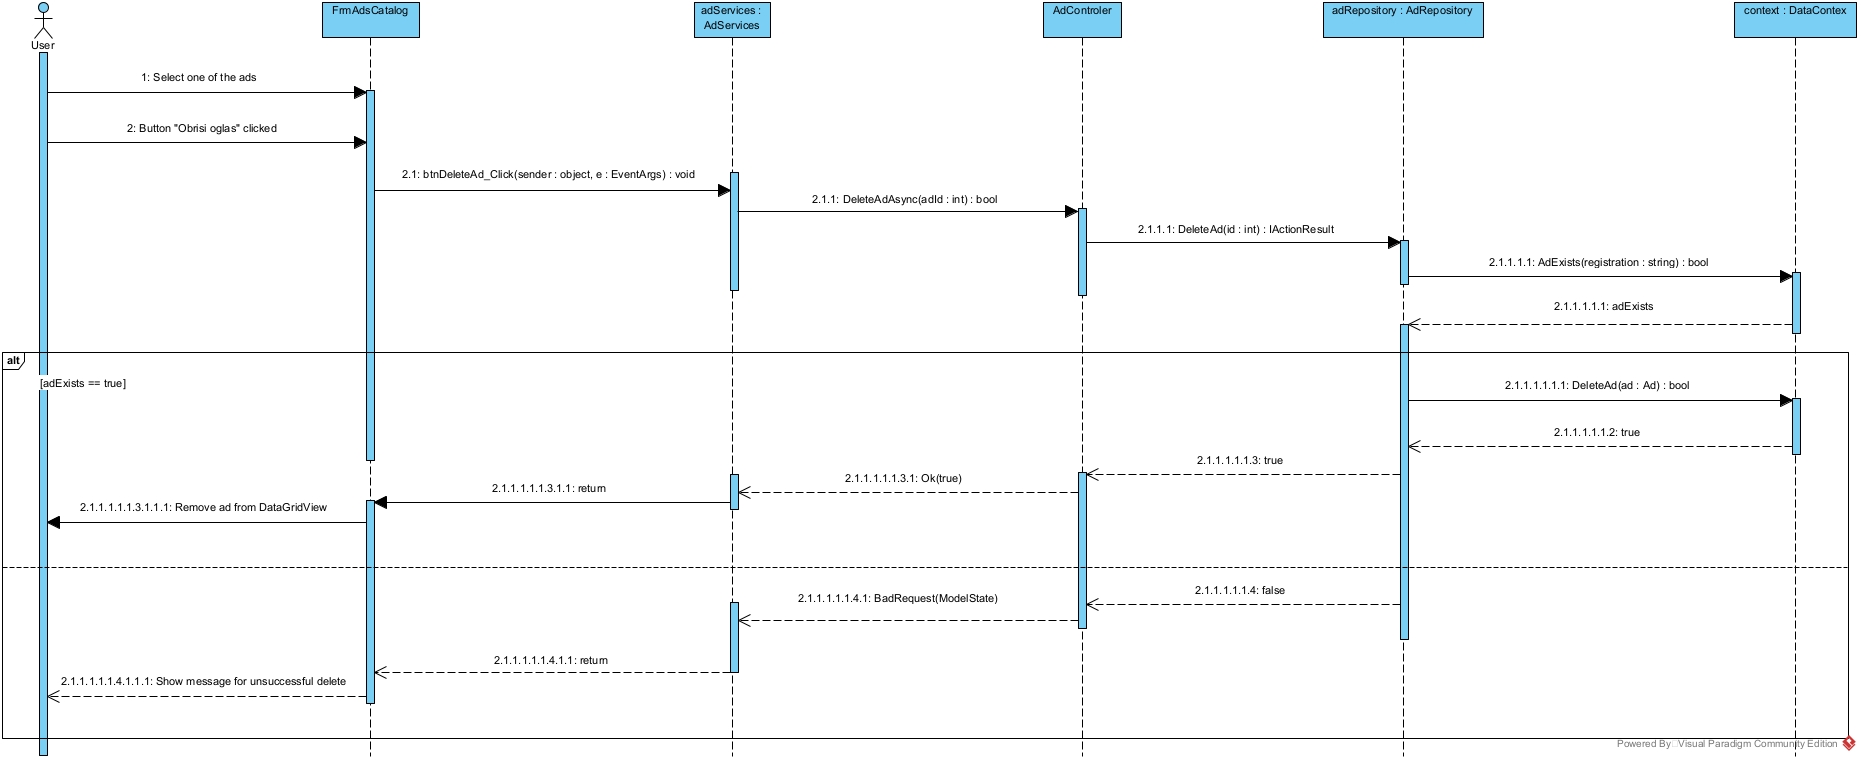 FrmAdsCatalog
adServices :
AdServices
AdControler
adRepository : AdRepository
context : DataContex
User
1: Select one of the ads
2: Button "Obrisi oglas" clicked
2.1: btnDeleteAd_Click(sender : object, e : EventArgs) : void
2.1.1: DeleteAdAsync(adId : int) : bool
2.1.1.1: DeleteAd(id : int) : IActionResult
2.1.1.1.1: AdExists(registration : string) : bool
2.1.1.1.1.1: adExists
alt
[adExists == true]
2.1.1.1.1.1.1: DeleteAd(ad : Ad) : bool
2.1.1.1.1.1.2: true
2.1.1.1.1.1.3: true
2.1.1.1.1.1.3.1: Ok(true)
2.1.1.1.1.1.3.1.1: return
2.1.1.1.1.1.3.1.1.1: Remove ad from DataGridView
2.1.1.1.1.1.4: false
2.1.1.1.1.1.4.1: BadRequest(ModelState)
2.1.1.1.1.1.4.1.1: return
2.1.1.1.1.1.4.1.1.1: Show message for unsuccessful delete
Powered By Visual Paradigm Community Edition